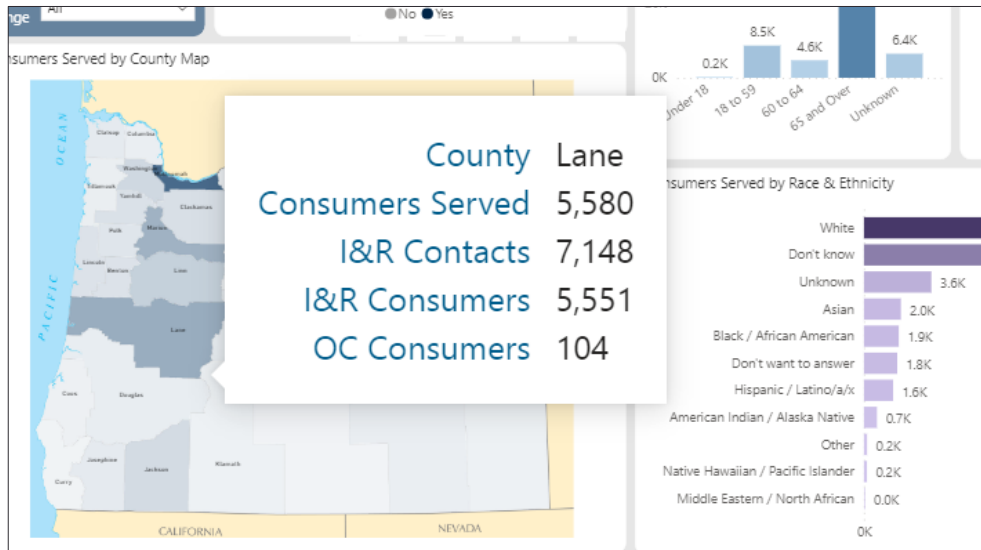 nge
All
No Yes
nsumers Served by County Map
OCEAN
PACIFIC
Clatsop
Columbia
Washington
Tillamook
Yamhill
Clackamas
Polk
Marion
Lincoln
Benton
Linn
Lane
Coos
Douglas
Curry
Josephine
Jackson
Klamath
CALIFORNIA
NEVADA
County Lane
Consumers Served 5,580
I&R Contacts 7,148
I&R Consumers 5,551
OC Consumers 104
0K
0.2K
8.5K
4.6K
6.4K
Under 18
18 to 59
60 to 64
65 and Over
Unknown
nsumers Served by Race & Ethnicity
White
Don't know
Unknown 3.6K
Asian 2.0K
Black / African American 1.9K
Don't want to answer 1.8K
Hispanic / Latino/a/x 1.6K
American Indian / Alaska Native 0.7K
Other 0.2K
Native Hawaiian / Pacific Islander 0.2K
Middle Eastern / North African 0.0K
0K